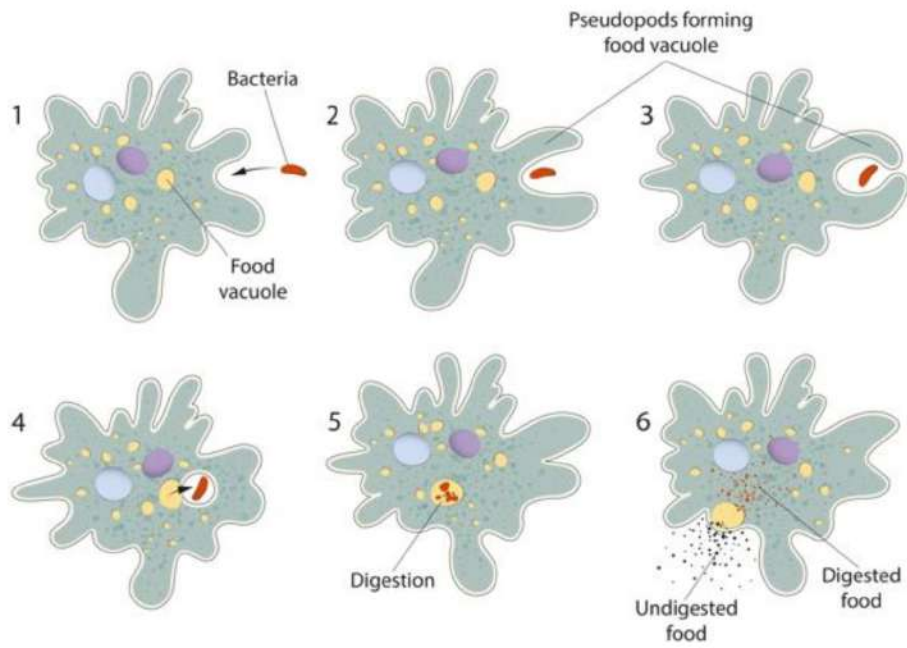 Pseudopods forming
food vacuole
Bacteria
1
2
3
Food
vacuole
4
5
6
Digestion
Digested
food
Undigested
food